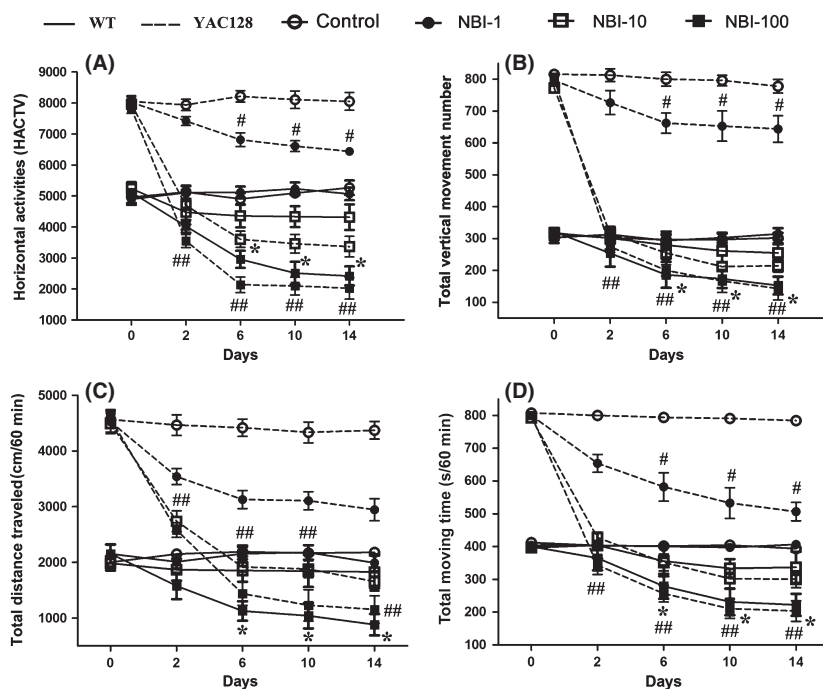 WT YAC128 Control NBI-1 NBI-10 NBI-100
(A)
Horizontal activities (HACTV)
9000
8000
7000
6000
5000
4000
3000
2000
1000
# # #
* * *
## ## ## ##
0 2 6 10 14
Days
(B)
Total vertical movement number
800
700
600
500
400
300
200
100
# # #
## ## * ## * ## *
0 2 6 10 14
Days
(C)
Total distance traveled(cm/60 min)
5000
4000
3000
2000
1000
## ## ## ##
* * *
0 2 6 10 14
Days
(D)
Total moving time (s/60 min)
800
700
600
500
400
300
200
100
# # #
* * *
## ## ## ##
0 2 6 10 14
Days